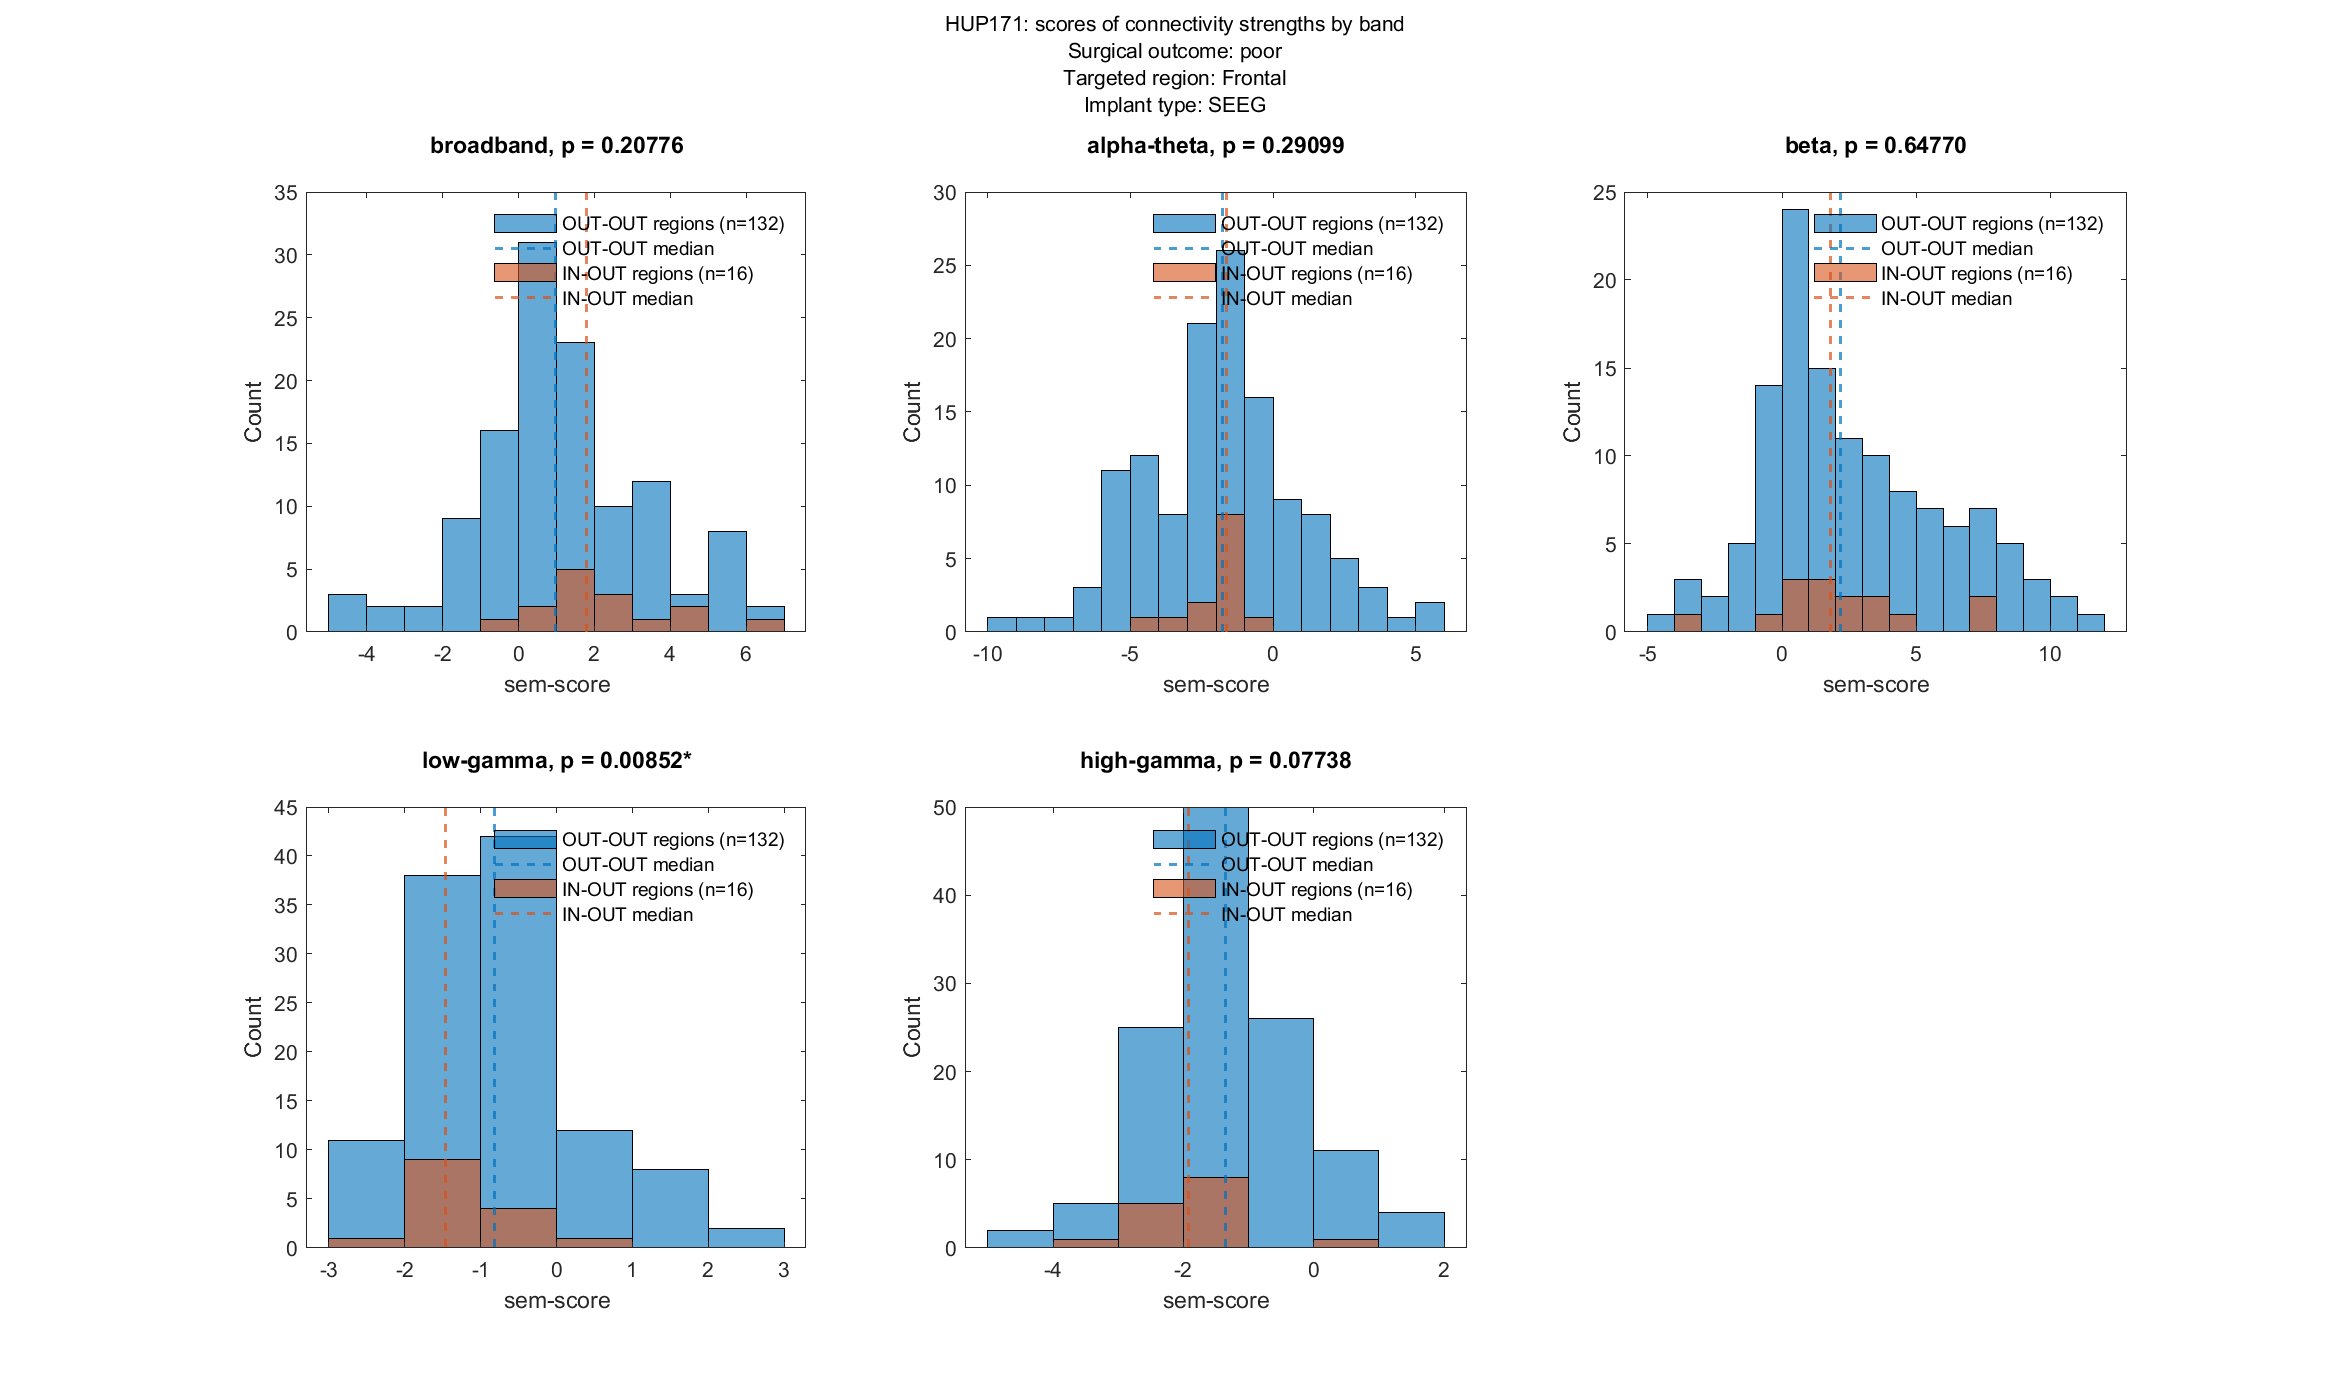 HUP171: scores of connectivity strengths by band
Surgical outcome: poor
Targeted region: Frontal
Implant type: SEEG
broadband, p = 0.20776
35
30
25
20
15
10
5
0
Count
-4 -2 0 2 4 6
sem-score
OUT-OUT regions (n=132)
OUT-OUT median
IN-OUT regions (n=16)
IN-OUT median
alpha-theta, p = 0.29099
30
25
20
15
10
5
0
Count
-10 -5 0 5
sem-score
OUT-OUT regions (n=132)
OUT-OUT median
IN-OUT regions (n=16)
IN-OUT median
beta, p = 0.64770
25
20
15
10
5
0
Count
-5 0 5 10
sem-score
OUT-OUT regions (n=132)
OUT-OUT median
IN-OUT regions (n=16)
IN-OUT median
low-gamma, p = 0.00852*
45
40
35
30
25
20
15
10
5
0
Count
-3 -2 -1 0 1 2 3
sem-score
OUT-OUT regions (n=132)
OUT-OUT median
IN-OUT regions (n=16)
IN-OUT median
high-gamma, p = 0.07738
50
40
30
20
10
0
Count
-4 -2 0 2
sem-score
OUT-OUT regions (n=132)
OUT-OUT median
IN-OUT regions (n=16)
IN-OUT median